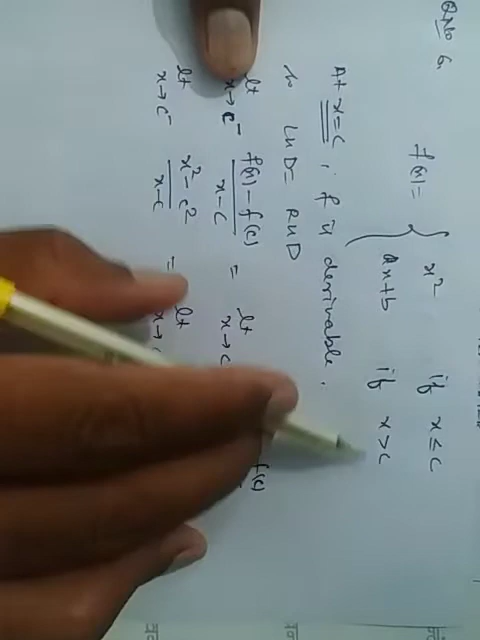 Q.No 6.
f(x) = { x² if x ≤ c
ax+b if x > c
At x=c, f is derivable.
LHD = RHD
lt x→c⁻ f(x) - f(c) / x-c = lt x→c f(c)
lt x→c⁻ x² - c² / x-c = lt x→c